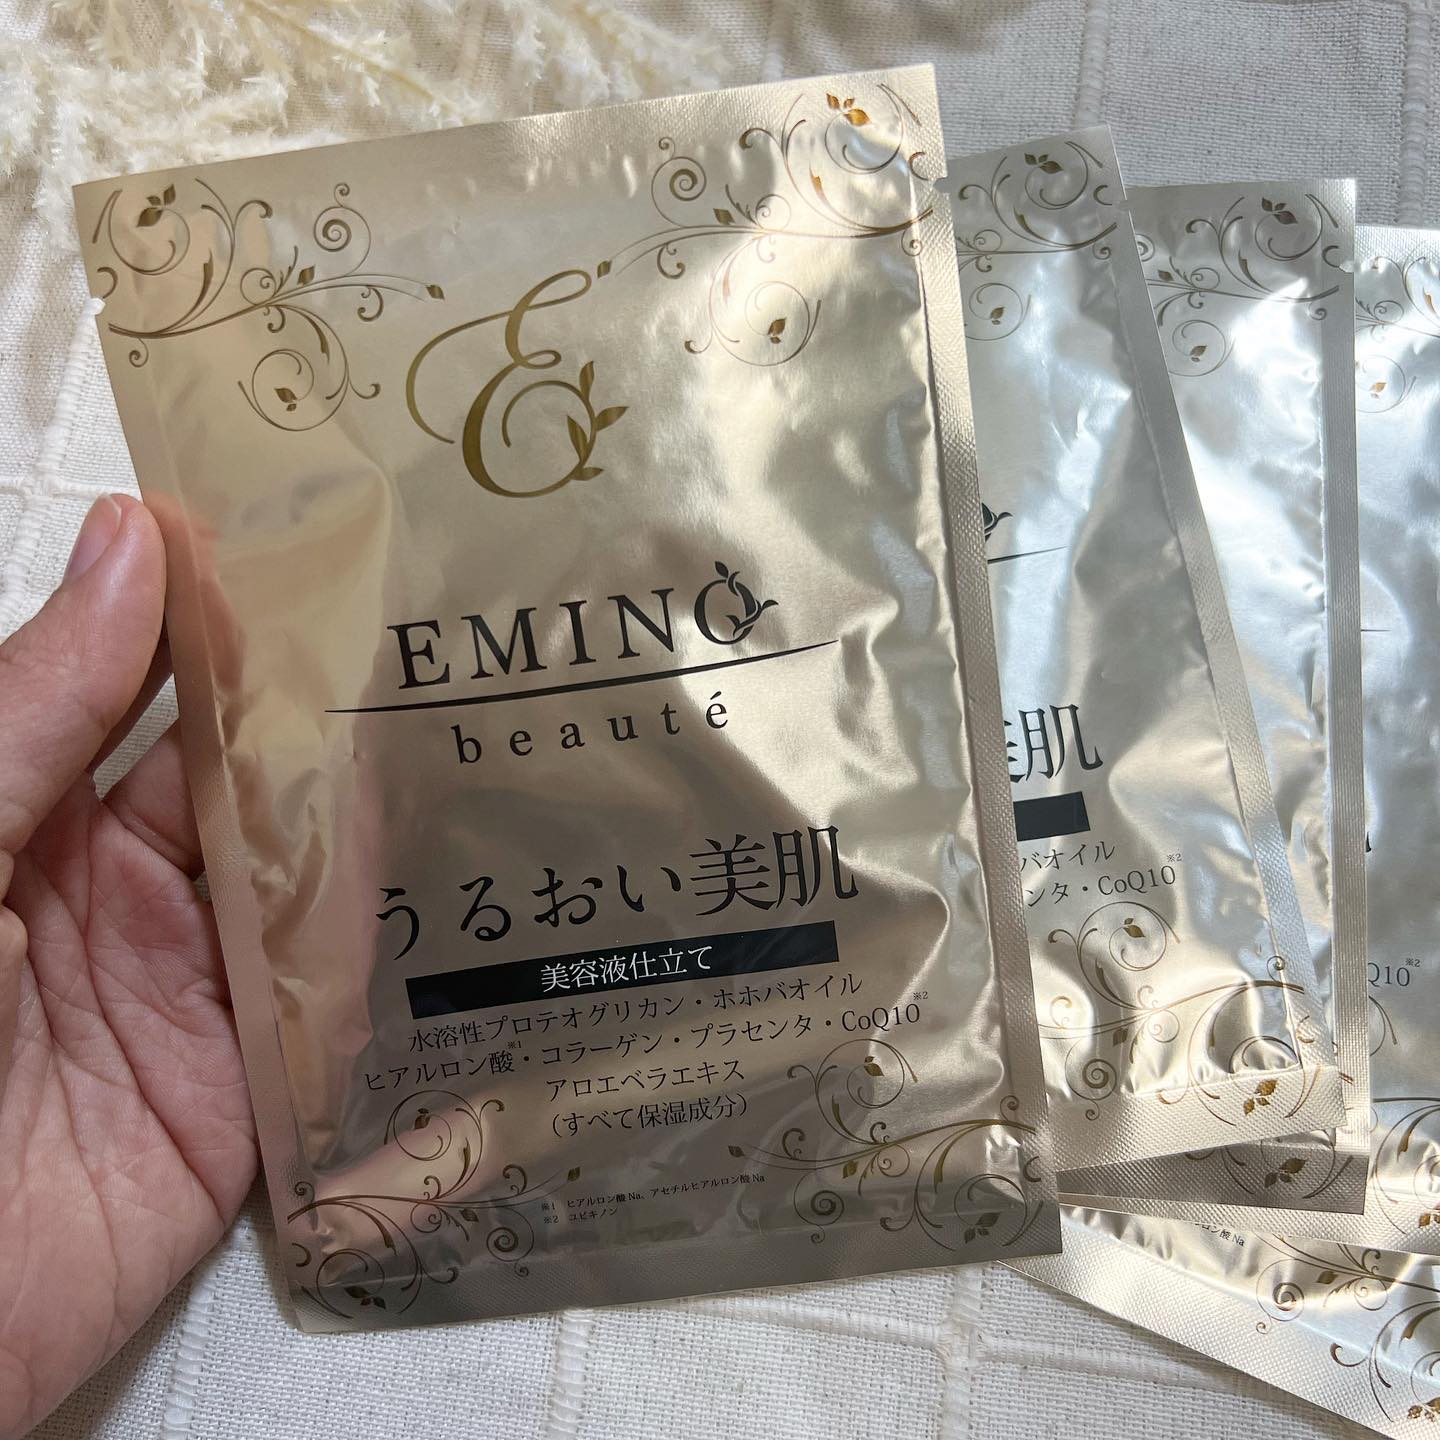 EMINO
beauté
うるおい美肌
美容液仕立て
水溶性プロテオグリカン・ホホバオイル
ヒアルロン酸※1・コラーゲン・プラセンタ・CoQ10※2
アロエベラエキス
(すべて保湿成分)
※1 ヒアルロン酸Na、アセチルヒアルロン酸Na
※2 ユビキノン
美肌
バオイル
ンタ・CoQ10※2
Q10※2
ロン酸Na